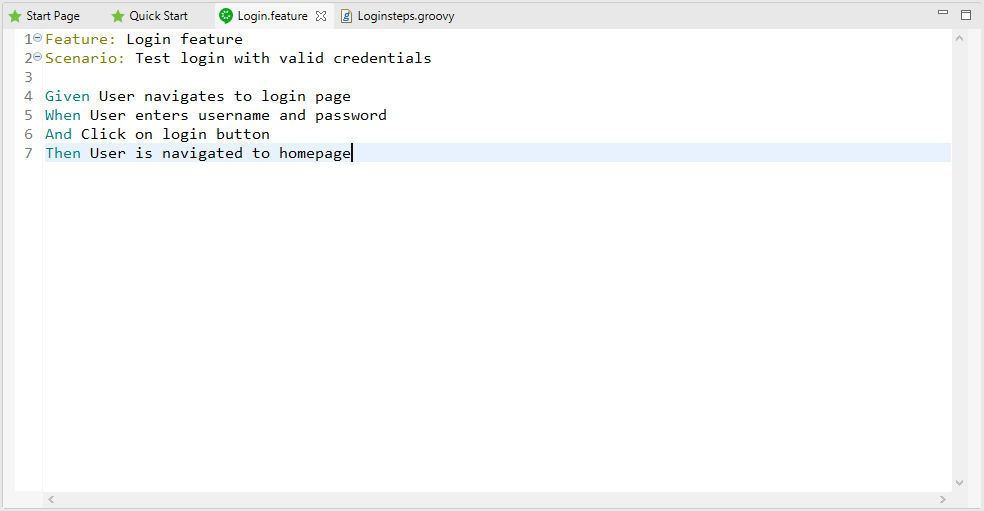 Start Page Quick Start Login.feature Loginsteps.groovy
1 Feature: Login feature
2 Scenario: Test login with valid credentials
3
4 Given User navigates to login page
5 When User enters username and password
6 And Click on login button
7 Then User is navigated to homepage